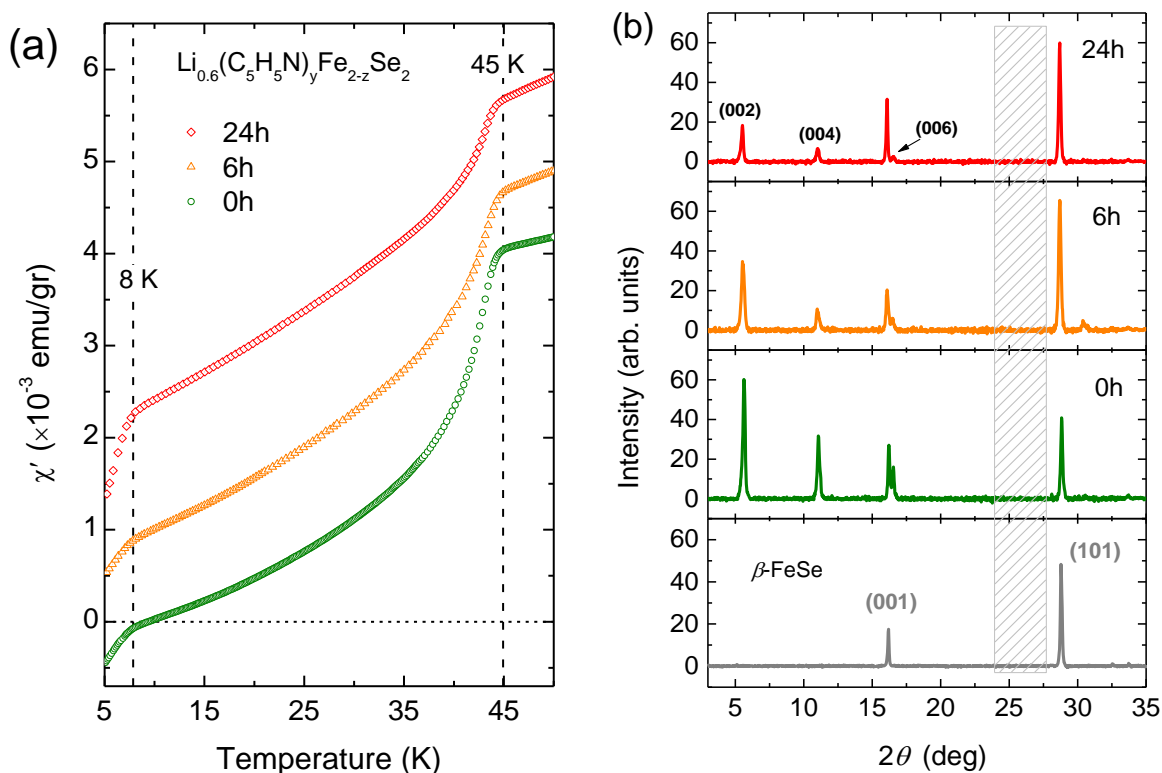 (a)
Li0.6(C5H5N)yFe2-zSe2
45 K
24h
6h
0h
8 K
6
5
4
3
2
1
0
χ′ (×10⁻³ emu/gr)
5 15 25 35 45
Temperature (K)
(b)
60
40
20
0
24h
(002)
(004)
(006)
60
40
20
0
6h
60
40
20
0
0h
60
40
20
0
β-FeSe
(001)
(101)
Intensity (arb. units)
5 10 15 20 25 30 35
2θ (deg)